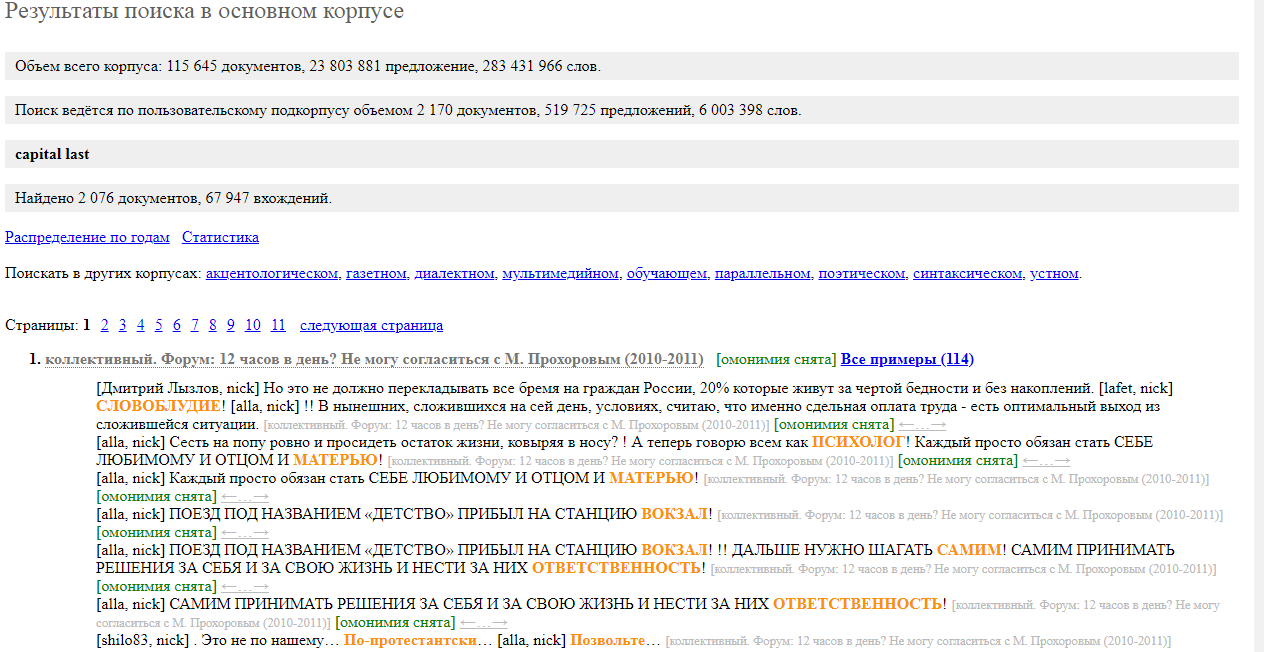 Результаты поиска в основном корпусе
Объем всего корпуса: 115 645 документов, 23 803 881 предложение, 283 431 966 слов.
Поиск ведётся по пользовательскому подкорпусу объемом 2 170 документов, 519 725 предложений, 6 003 398 слов.
capital last
Найдено 2 076 документов, 67 947 вхождений.
Распределение по годам Статистика
Поискать в других корпусах: акцентологическом, газетном, диалектном, мультимедийном, обучающем, параллельном, поэтическом, синтаксическом, устном.
Страницы: 1 2 3 4 5 6 7 8 9 10 11 следующая страница
1. коллективный. Форум: 12 часов в день? Не могу согласиться с М. Прохоровым (2010-2011) [омонимия снята] Все примеры (114)
[Дмитрий Лызлов, nick] Но это не должно перекладывать все бремя на граждан России, 20% которые живут за чертой бедности и без накоплений. [lafet, nick]
СЛОВОБЛУДИЕ! [alla, nick] !! В нынешних, сложившихся на сей день, условиях, считаю, что именно сдельная оплата труда - есть оптимальный выход из
сложившейся ситуации. [коллективный. Форум: 12 часов в день? Не могу согласиться с М. Прохоровым (2010-2011)] [омонимия снята] ←…→
[alla, nick] Сесть на попу ровно и просидеть остаток жизни, ковыряя в носу? ! А теперь говорю всем как ПСИХОЛОГ! Каждый просто обязан стать СЕБЕ
ЛЮБИМОМУ И ОТЦОМ И МАТЕРЬЮ! [коллективный. Форум: 12 часов в день? Не могу согласиться с М. Прохоровым (2010-2011)] [омонимия снята] ←…→
[alla, nick] Каждый просто обязан стать СЕБЕ ЛЮБИМОМУ И ОТЦОМ И МАТЕРЬЮ! [коллективный. Форум: 12 часов в день? Не могу согласиться с М. Прохоровым (2010-2011)]
[омонимия снята] ←…→
[alla, nick] ПОЕЗД ПОД НАЗВАНИЕМ «ДЕТСТВО» ПРИБЫЛ НА СТАНЦИЮ ВОКЗАЛ! [коллективный. Форум: 12 часов в день? Не могу согласиться с М. Прохоровым (2010-2011)]
[омонимия снята] ←…→
[alla, nick] ПОЕЗД ПОД НАЗВАНИЕМ «ДЕТСТВО» ПРИБЫЛ НА СТАНЦИЮ ВОКЗАЛ! !! ДАЛЬШЕ НУЖНО ШАГАТЬ САМИМ! САМИМ ПРИНИМАТЬ
РЕШЕНИЯ ЗА СЕБЯ И ЗА СВОЮ ЖИЗНЬ И НЕСТИ ЗА НИХ ОТВЕТСТВЕННОСТЬ! [коллективный. Форум: 12 часов в день? Не могу согласиться с М. Прохоровым (2010-2011)]
[омонимия снята] ←…→
[alla, nick] САМИМ ПРИНИМАТЬ РЕШЕНИЯ ЗА СЕБЯ И ЗА СВОЮ ЖИЗНЬ И НЕСТИ ЗА НИХ ОТВЕТСТВЕННОСТЬ! [коллективный. Форум: 12 часов в день? Не могу
согласиться с М. Прохоровым (2010-2011)] [омонимия снята] ←…→
[shilo83, nick] . Это не по нашему… По-протестантски… [alla, nick] Позвольте… [коллективный. Форум: 12 часов в день? Не могу согласиться с М. Прохоровым (2010-2011)]